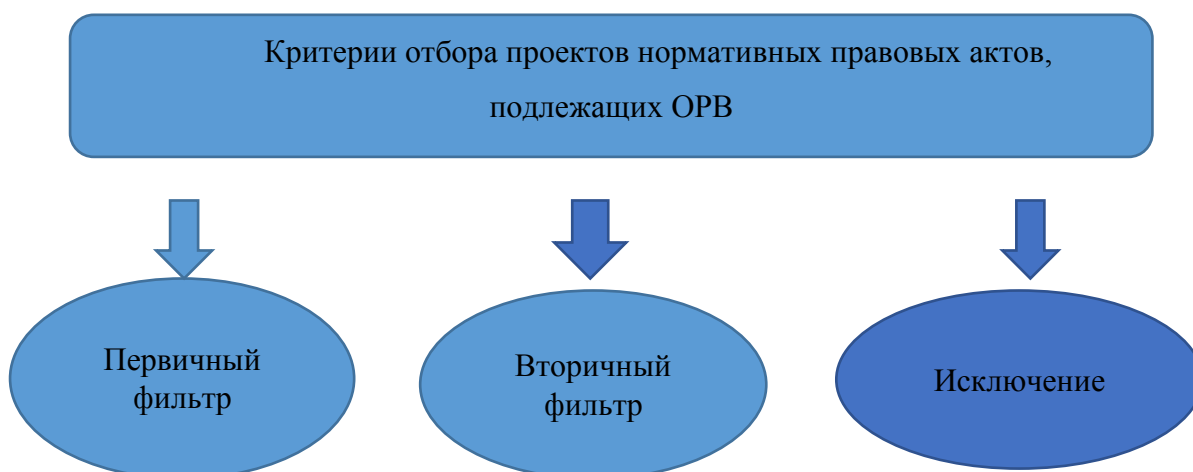 Критерии отбора проектов нормативных правовых актов,
подлежащих ОРВ
Первичный
фильтр
Вторичный
фильтр
Исключение